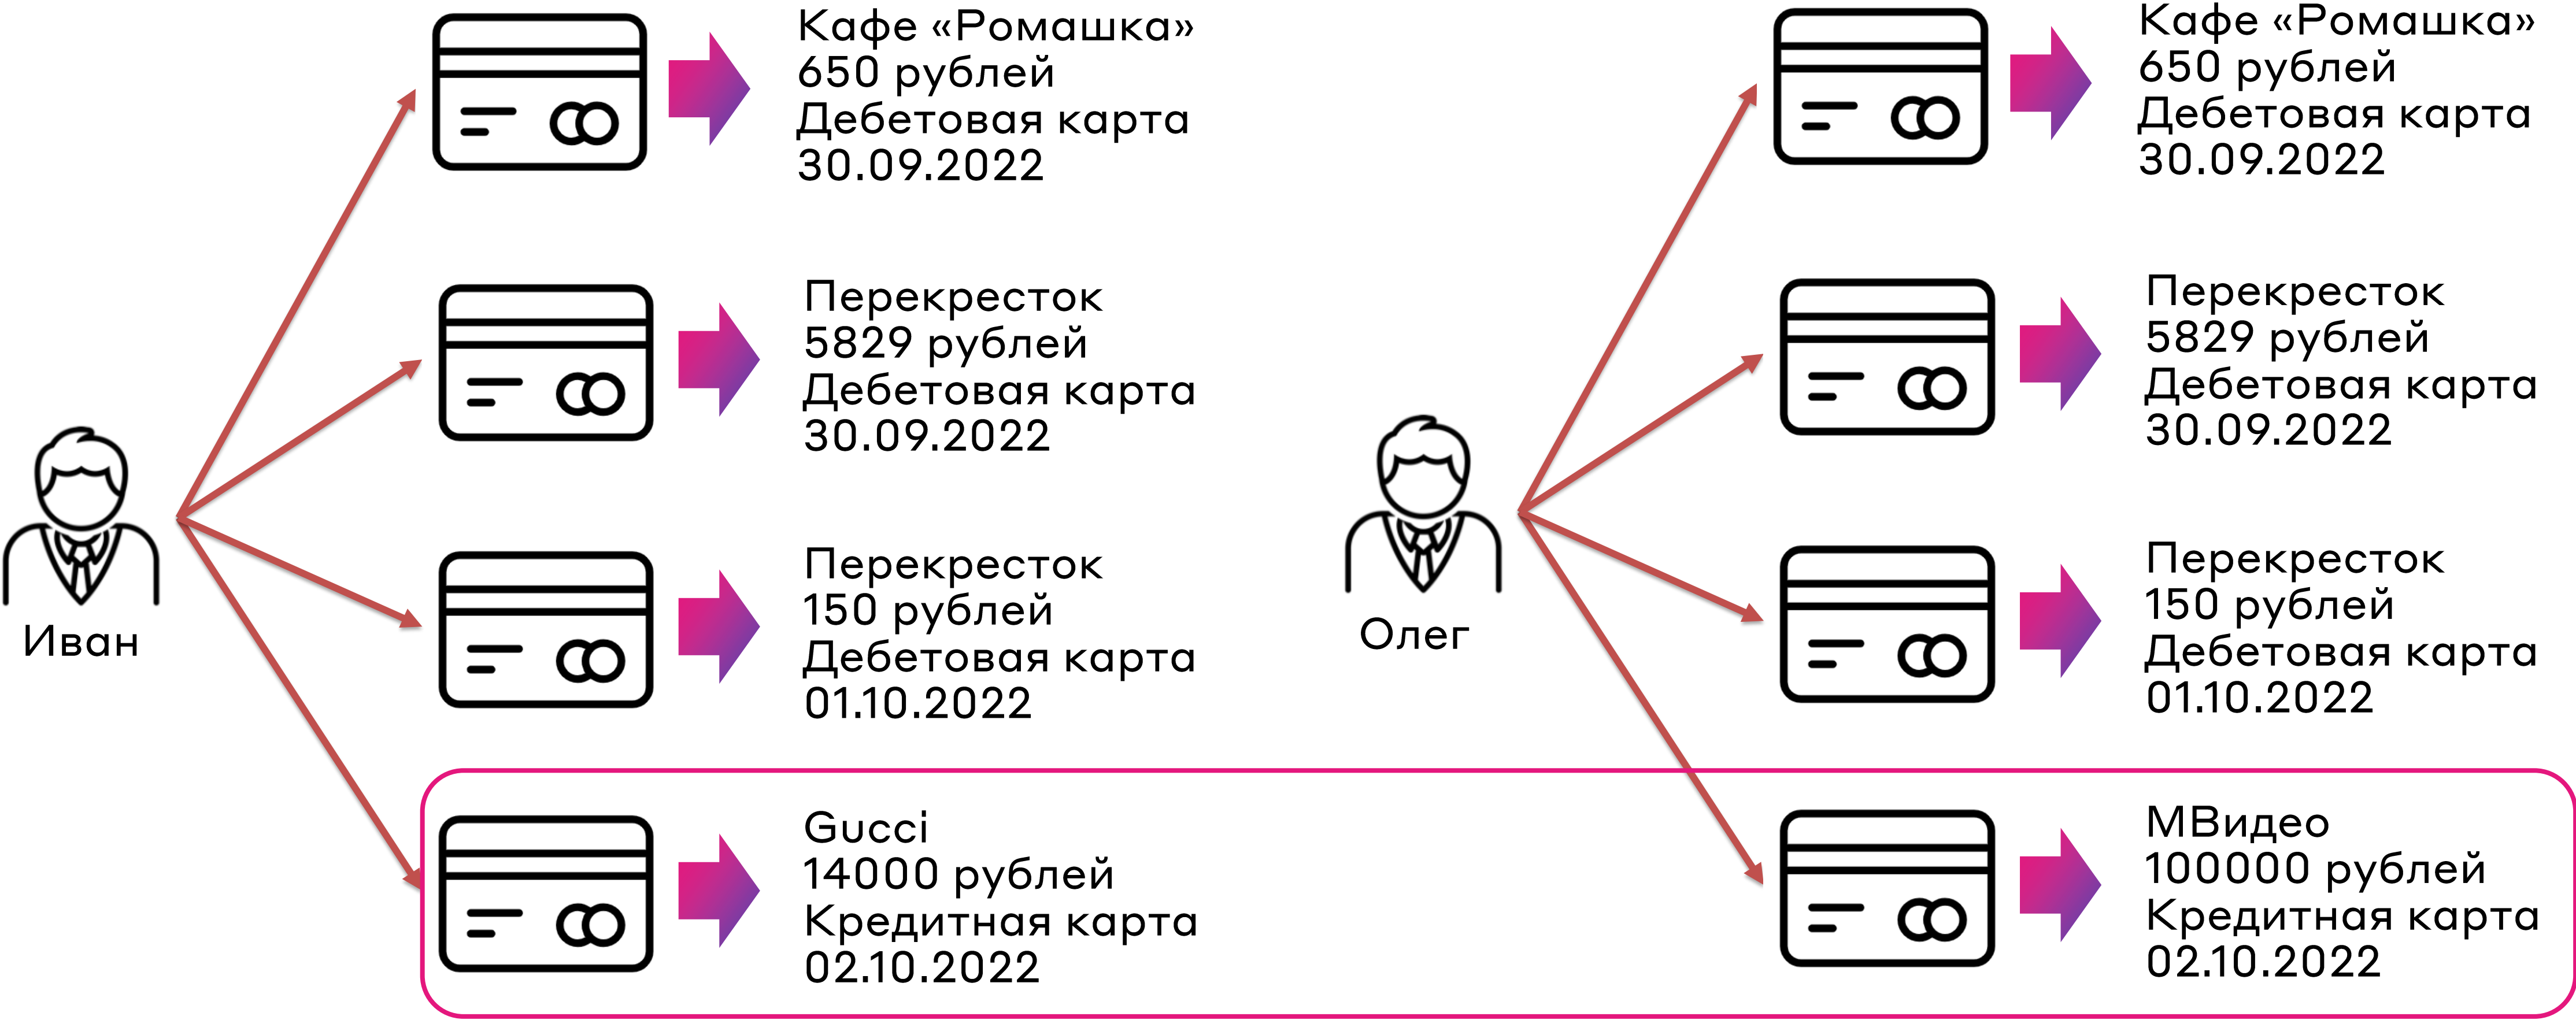 Кафе «Ромашка»
650 рублей
Дебетовая карта
30.09.2022
Перекресток
5829 рублей
Дебетовая карта
30.09.2022
Иван
Перекресток
150 рублей
Дебетовая карта
01.10.2022
Gucci
14000 рублей
Кредитная карта
02.10.2022
Кафе «Ромашка»
650 рублей
Дебетовая карта
30.09.2022
Перекресток
5829 рублей
Дебетовая карта
30.09.2022
Олег
Перекресток
150 рублей
Дебетовая карта
01.10.2022
МВидео
100000 рублей
Кредитная карта
02.10.2022